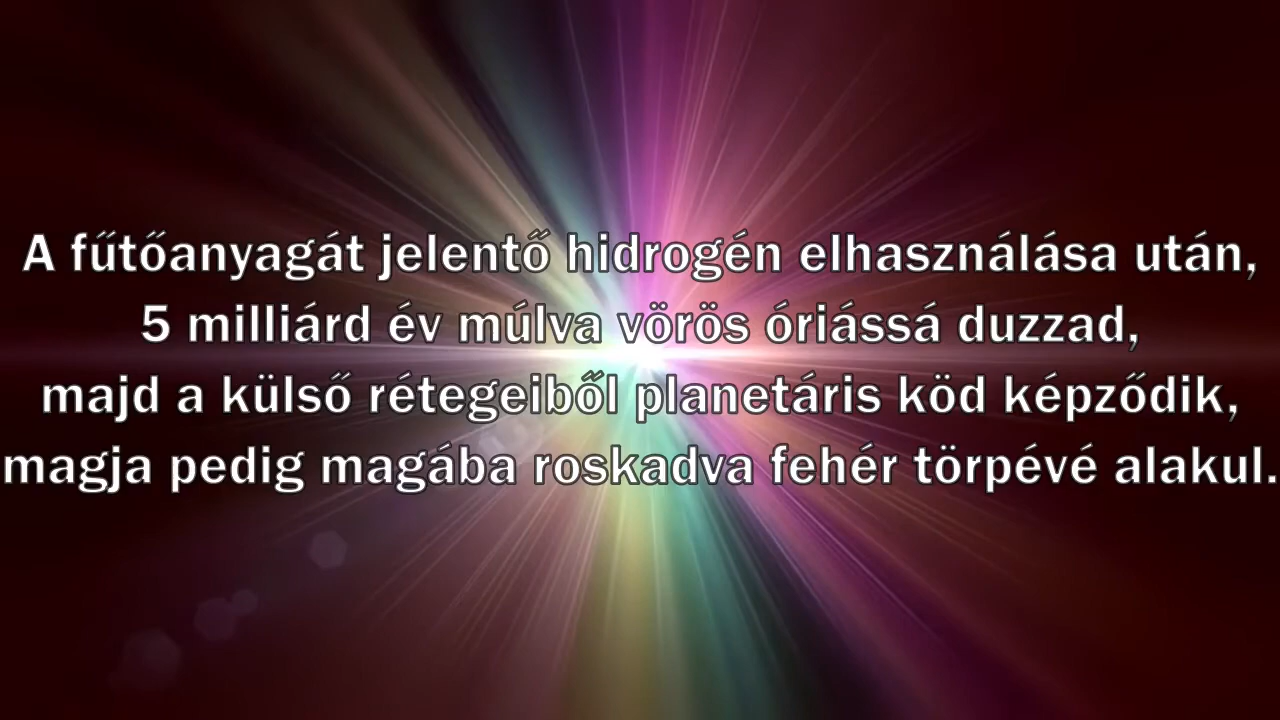 A fűtőanyagát jelentő hidrogén elhasználása után,
5 milliárd év múlva vörös óriássá duzzad,
majd a külső rétegeiből planetáris köd képződik,
magja pedig magába roskadva fehér törpévé alakul.